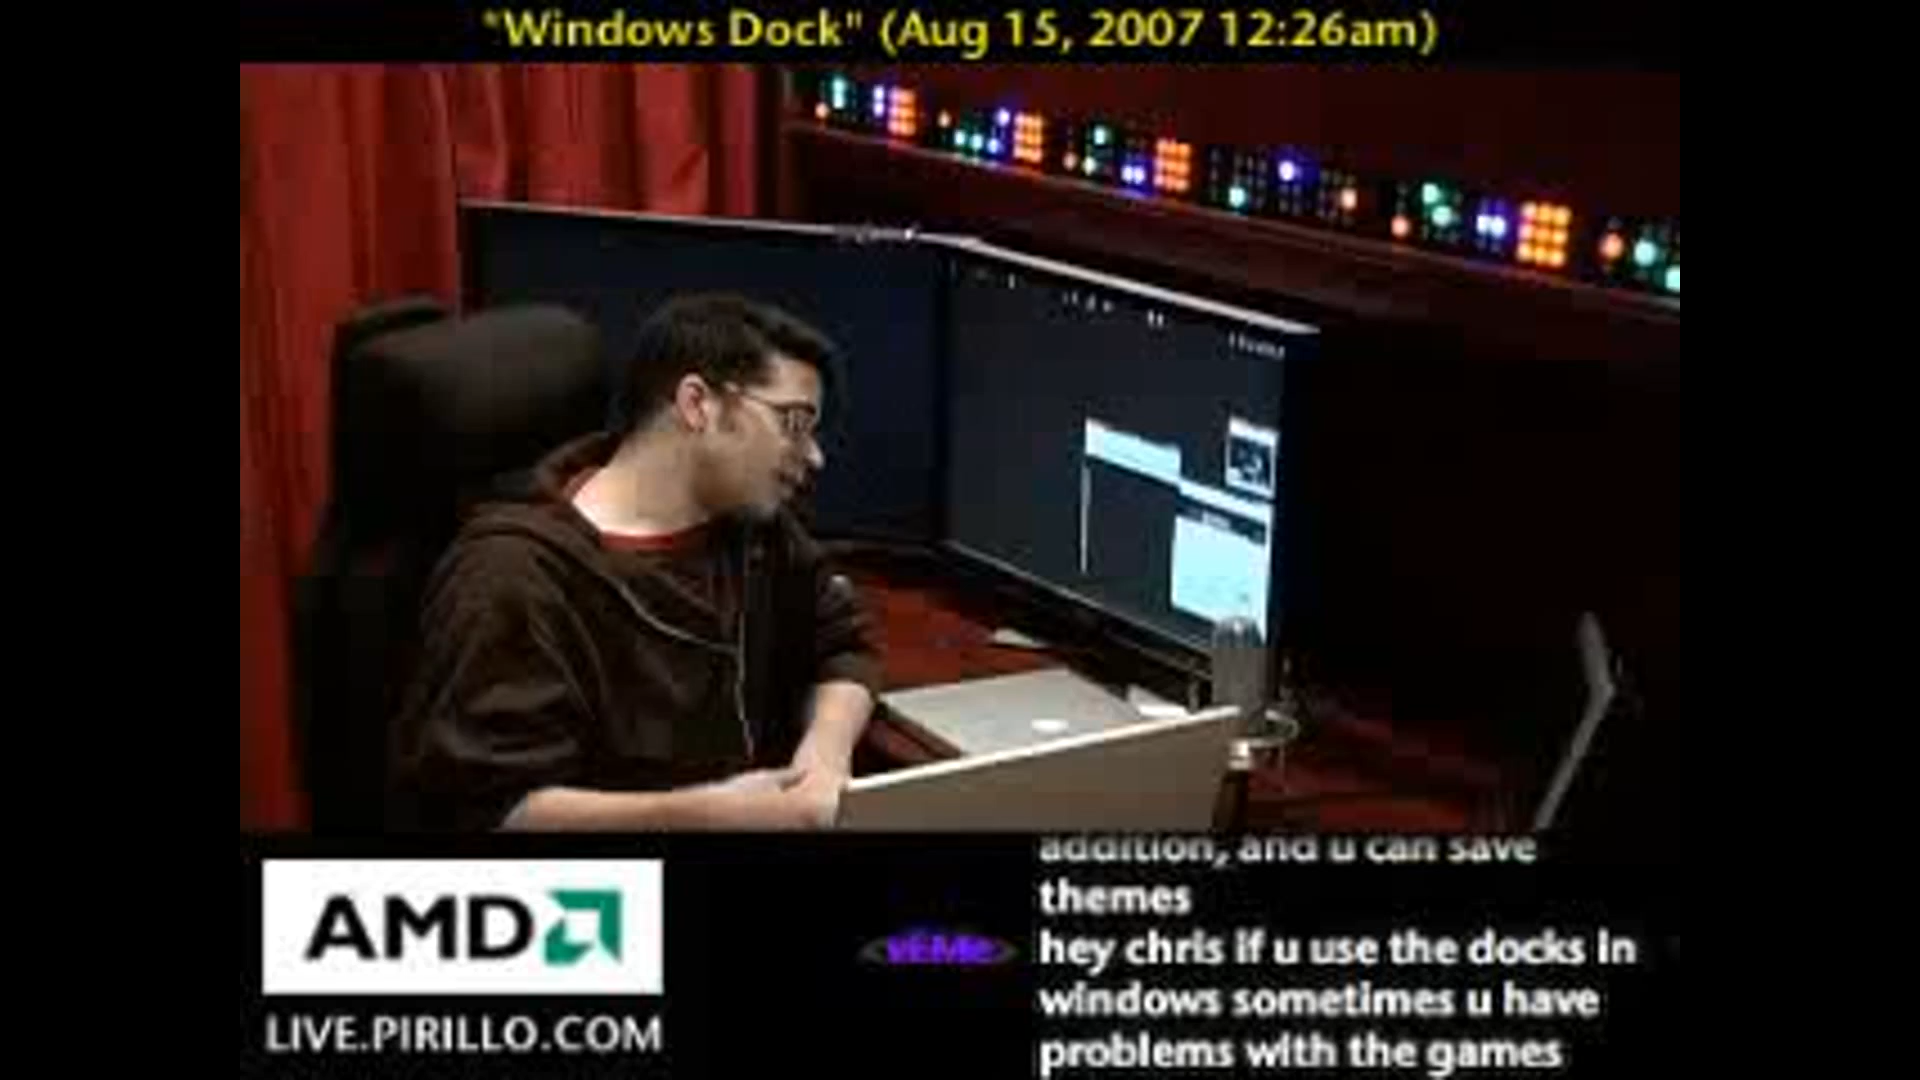 "Windows Dock" (Aug 15, 2007 12:26am)
addition, and u can save
themes
<vEMe> hey chris if u use the docks in
windows sometimes u have
problems with the games
AMD
LIVE.PIRILLO.COM